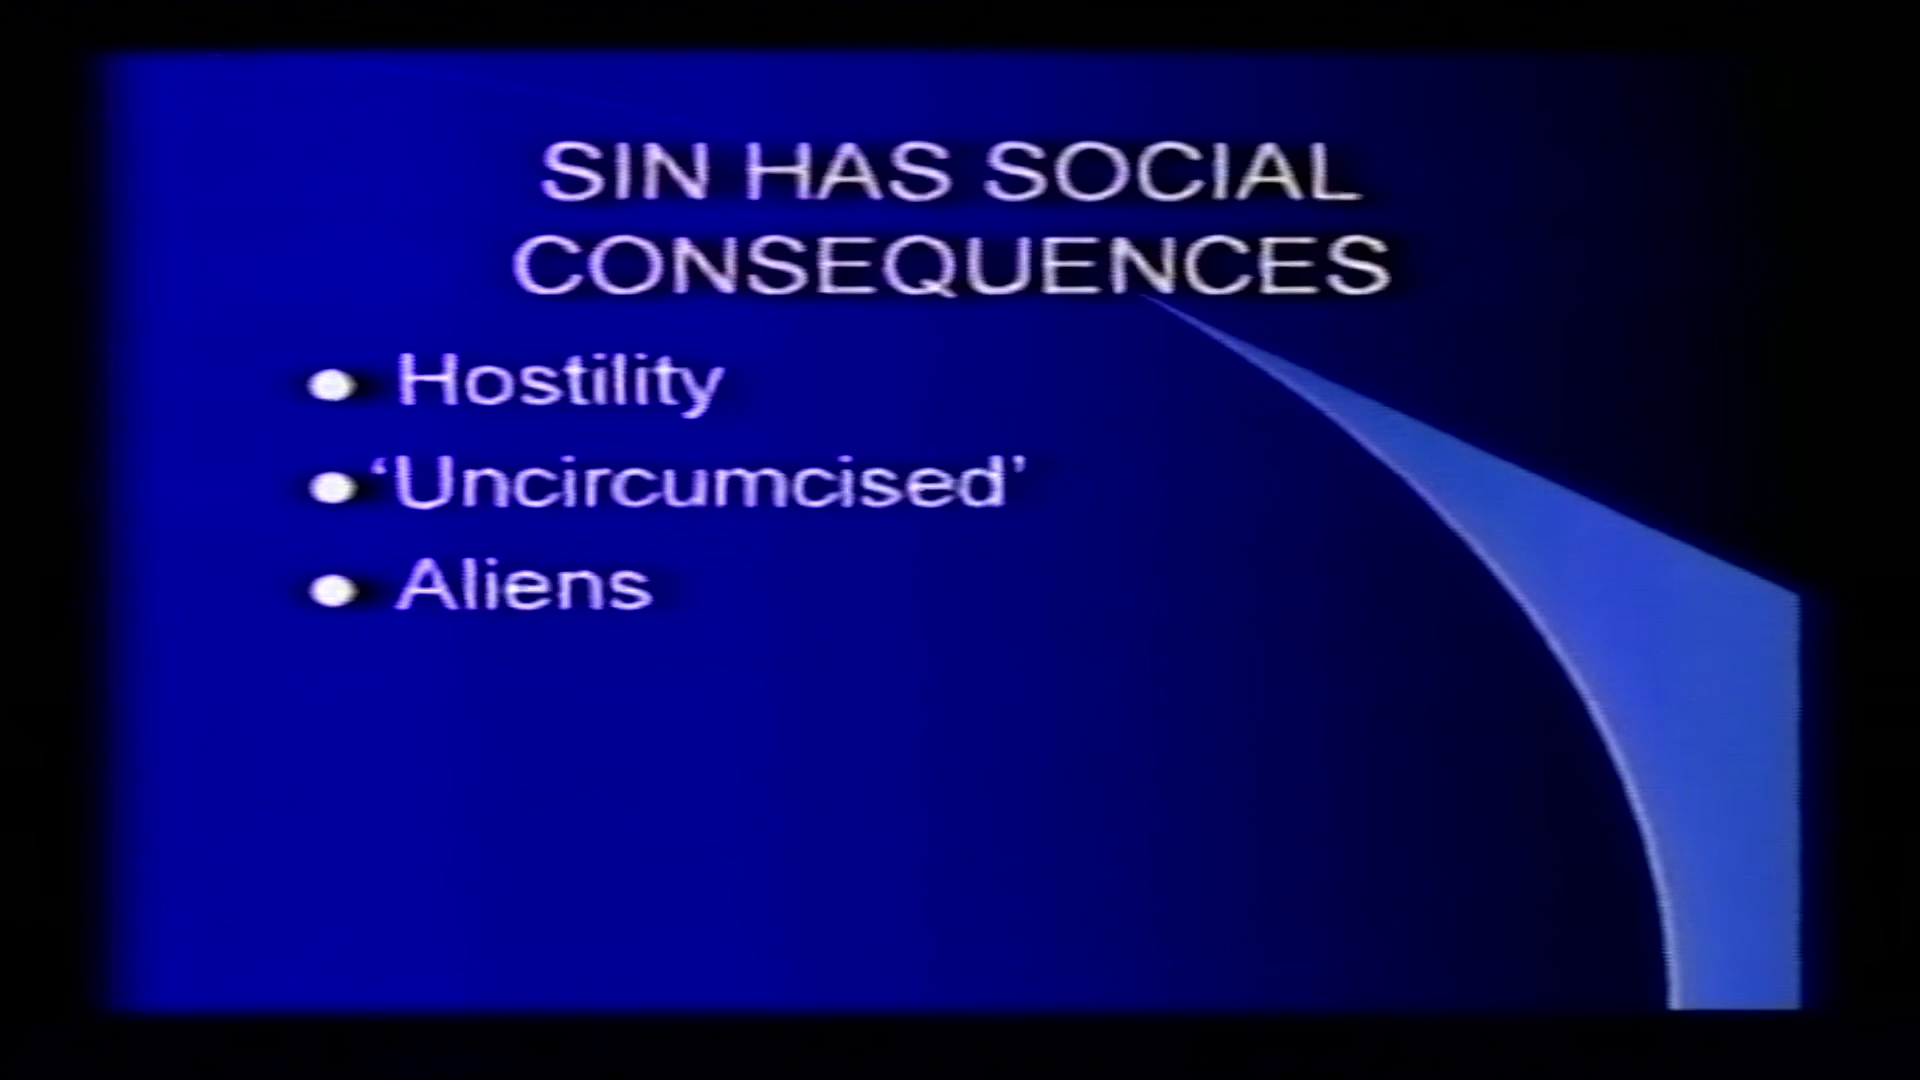 SIN HAS SOCIAL
CONSEQUENCES
● Hostility
● ‘Uncircumcised’
● Aliens